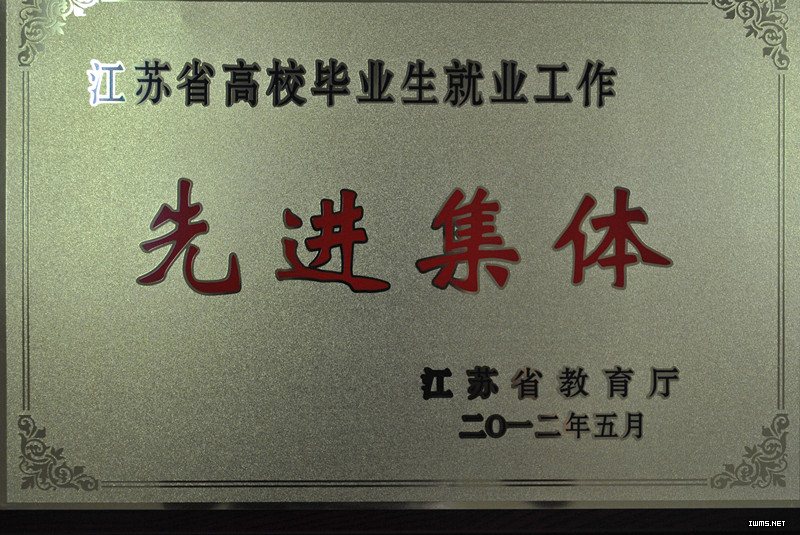 江苏省高校毕业生就业工作
先进集体
江苏省教育厅
二〇一二年五月
IWMS.NET